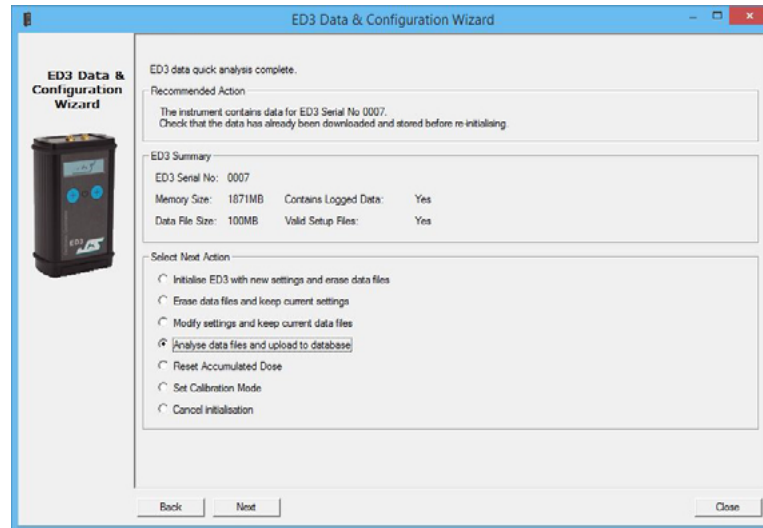 ED3 Data & Configuration Wizard
ED3 Data &
Configuration
Wizard
ED3
ED3 data quick analysis complete.
Recommended Action
The instrument contains data for ED3 Serial No 0007.
Check that the data has already been downloaded and stored before re-initialising.
ED3 Summary
ED3 Serial No: 0007
Memory Size: 1871MB Contains Logged Data: Yes
Data File Size: 100MB Valid Setup Files: Yes
Select Next Action
Initialise ED3 with new settings and erase data files
Erase data files and keep current settings
Modify settings and keep current data files
Analyse data files and upload to database
Reset Accumulated Dose
Set Calibration Mode
Cancel initialisation
Back Next Close